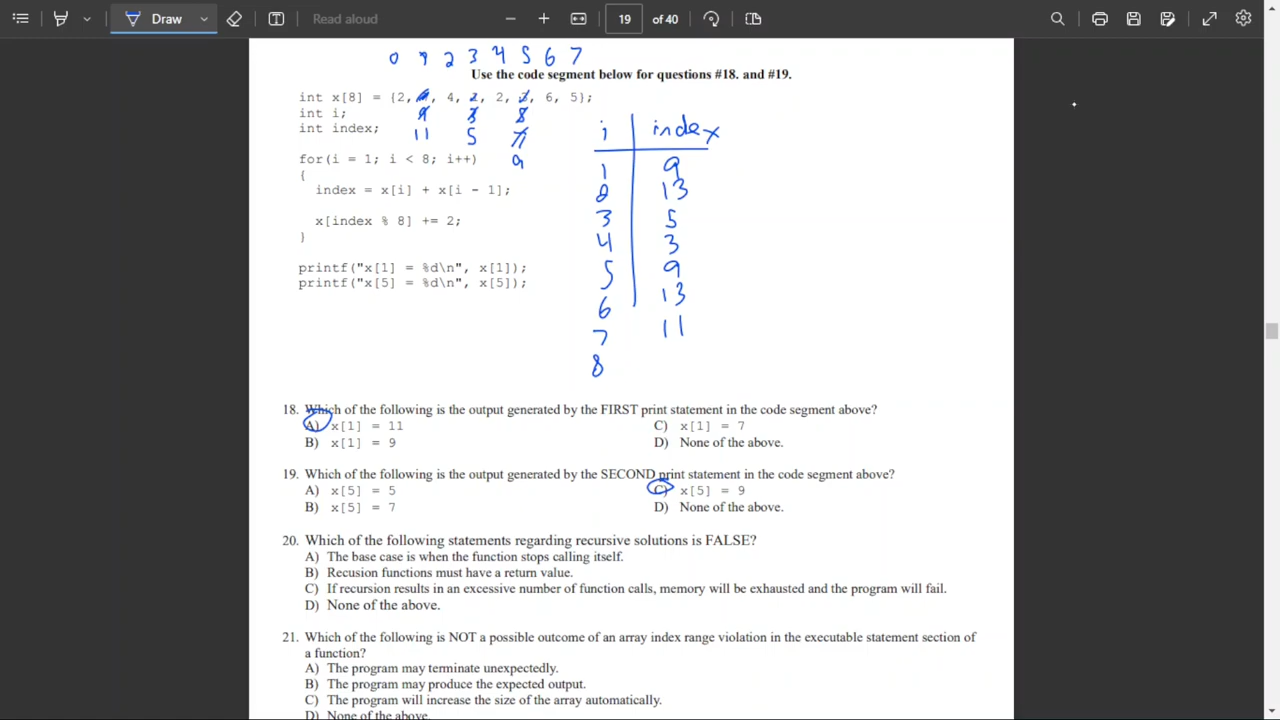 Draw
Read aloud
19 of 40
0 1 2 3 4 5 6 7
Use the code segment below for questions #18. and #19.
int x[8] = {2, , 4, 2, 2, 3, 6, 5};
int i; 9 3 8
int index; 11 5 7
i index
for(i = 1; i < 8; i++) 9
{
1 9
index = x[i] + x[i - 1];
2 13
x[index % 8] += 2;
3 5
}
4 3
printf("x[1] = %d\n", x[1]);
5 9
printf("x[5] = %d\n", x[5]);
6 13
7 11
8
18. Which of the following is the output generated by the FIRST print statement in the code segment above?
A) x[1] = 11 C) x[1] = 7
B) x[1] = 9 D) None of the above.
19. Which of the following is the output generated by the SECOND print statement in the code segment above?
A) x[5] = 5 C) x[5] = 9
B) x[5] = 7 D) None of the above.
20. Which of the following statements regarding recursive solutions is FALSE?
A) The base case is when the function stops calling itself.
B) Recusion functions must have a return value.
C) If recursion results in an excessive number of function calls, memory will be exhausted and the program will fail.
D) None of the above.
21. Which of the following is NOT a possible outcome of an array index range violation in the executable statement section of
a function?
A) The program may terminate unexpectedly.
B) The program may produce the expected output.
C) The program will increase the size of the array automatically.
D) None of the above.